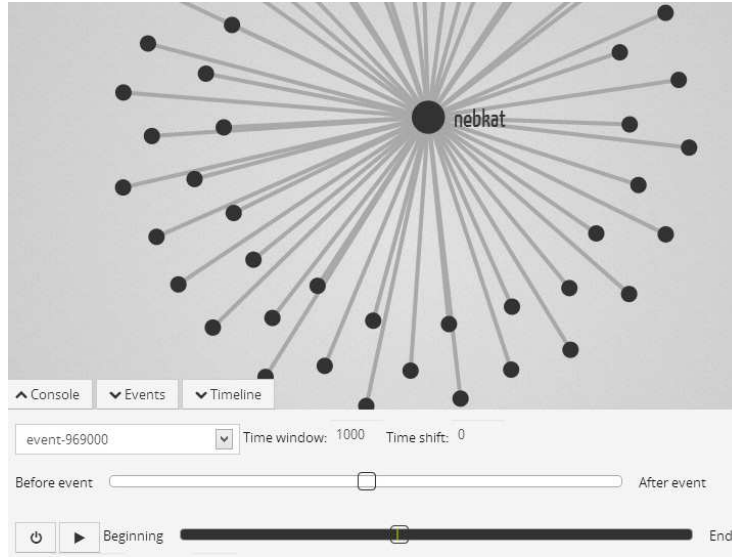 nebkat
Console Events Timeline
event-969000 Time window: 1000 Time shift: 0
Before event After event
Beginning End